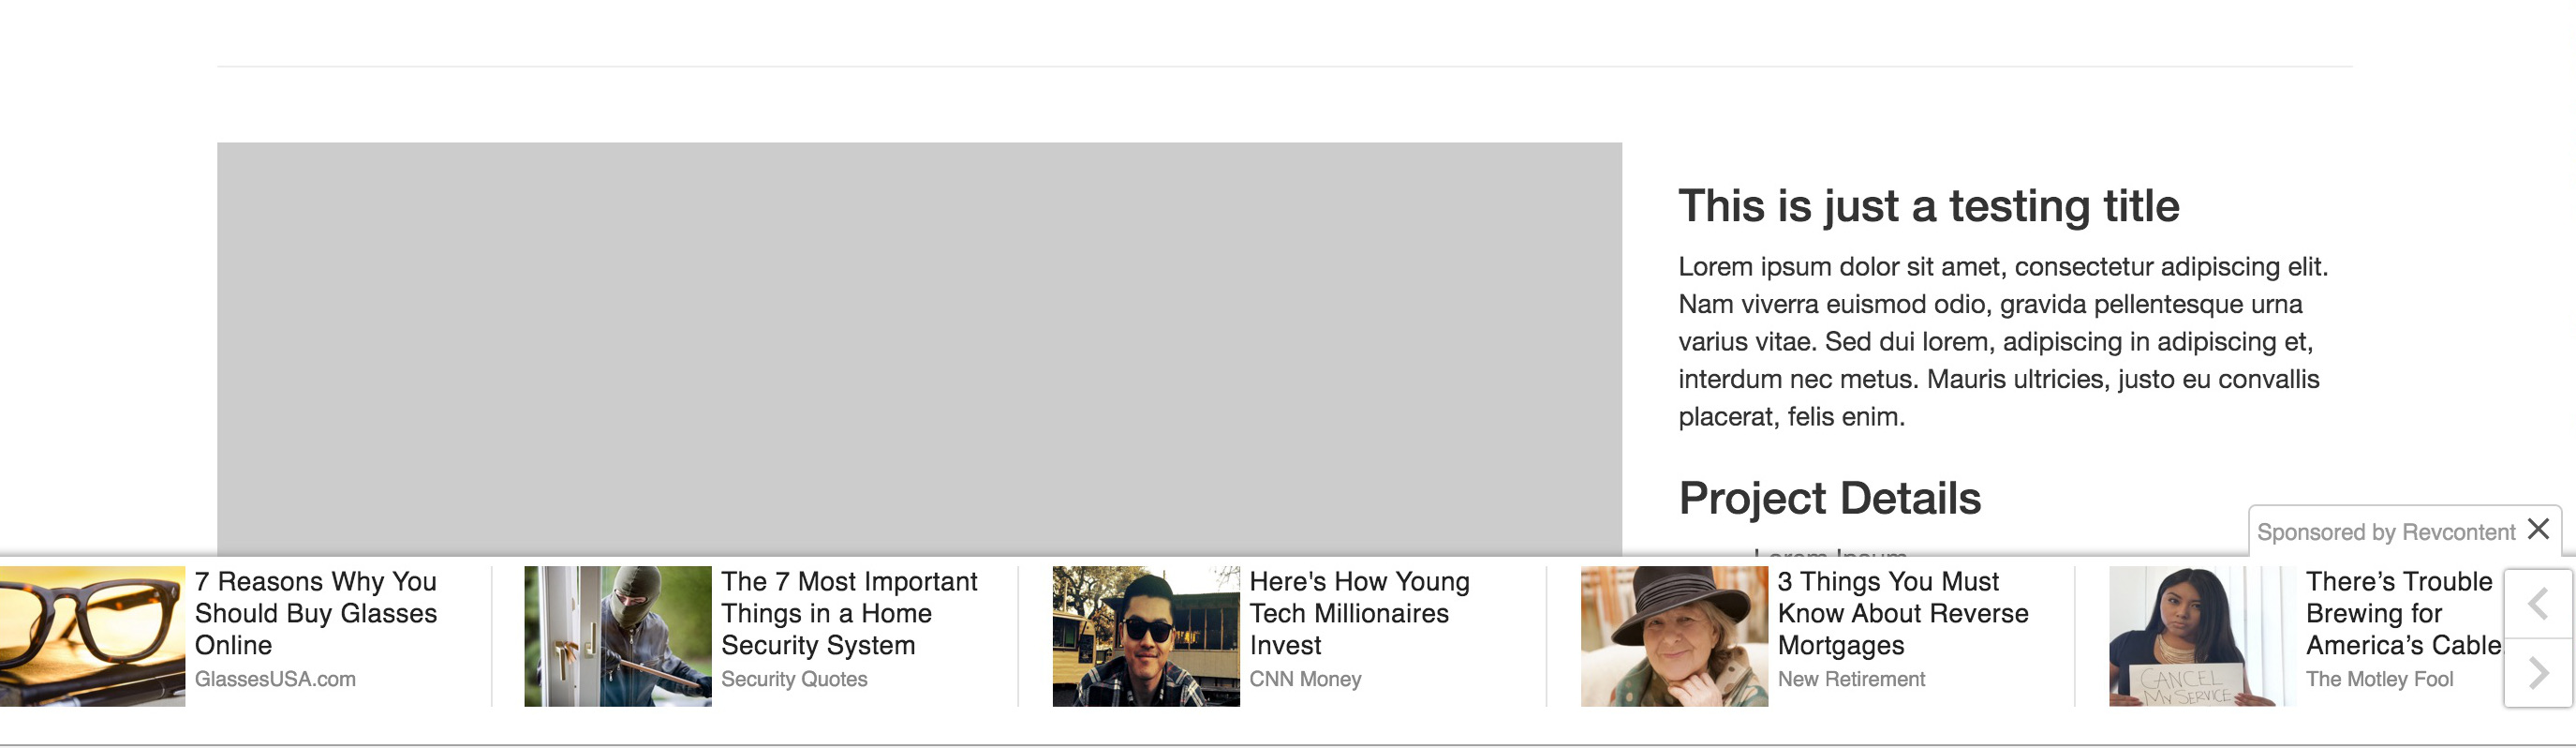 This is just a testing title
Lorem ipsum dolor sit amet, consectetur adipiscing elit.
Nam viverra euismod odio, gravida pellentesque urna
varius vitae. Sed dui lorem, adipiscing in adipiscing et,
interdum nec metus. Mauris ultricies, justo eu convallis
placerat, felis enim.
Project Details
Lorem Ipsum
Sponsored by Revcontent
7 Reasons Why You
Should Buy Glasses
Online
GlassesUSA.com
The 7 Most Important
Things in a Home
Security System
Security Quotes
Here's How Young
Tech Millionaires
Invest
CNN Money
3 Things You Must
Know About Reverse
Mortgages
New Retirement
CANCEL
MY SERVICE
There’s Trouble
Brewing for
America’s Cable
The Motley Fool